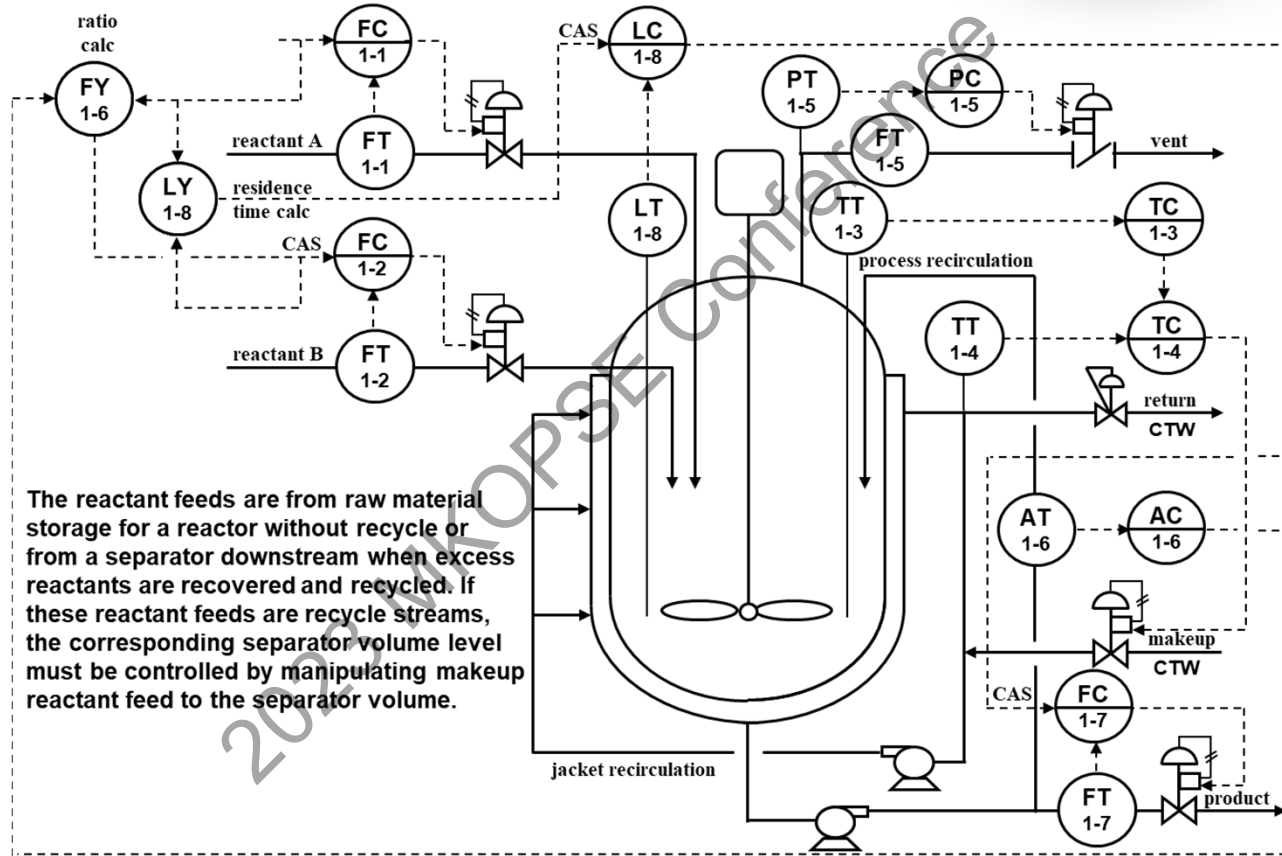 ratio
calc
FC
1-1
CAS
LC
1-8
FY
1-6
PT
1-5
PC
1-5
reactant A
FT
1-1
FT
1-5
vent
LY
1-8
residence
time calc
LT
1-8
TT
1-3
TC
1-3
CAS
FC
1-2
process recirculation
TT
1-4
TC
1-4
reactant B
FT
1-2
return
CTW
The reactant feeds are from raw material
storage for a reactor without recycle or
from a separator downstream when excess
reactants are recovered and recycled. If
these reactant feeds are recycle streams,
the corresponding separator volume level
must be controlled by manipulating makeup
reactant feed to the separator volume.
AT
1-6
AC
1-6
makeup
CTW
CAS
FC
1-7
jacket recirculation
FT
1-7
product
2023 MKOPSE Conference